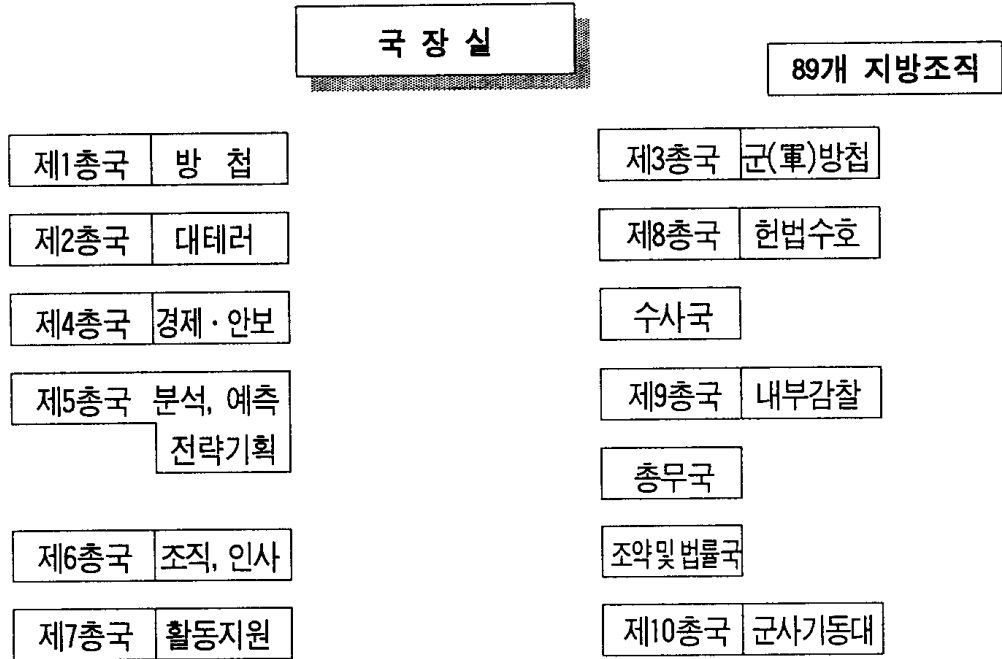 국 장 실
89개 지방조직
제1총국 방 첩
제2총국 대테러
제4총국 경제·안보
제5총국 분석, 예측
전략기획
제6총국 조직, 인사
제7총국 활동지원
제3총국 군(軍)방첩
제8총국 헌법수호
수사국
제9총국 내부감찰
총무국
조약및법률국
제10총국 군사기동대